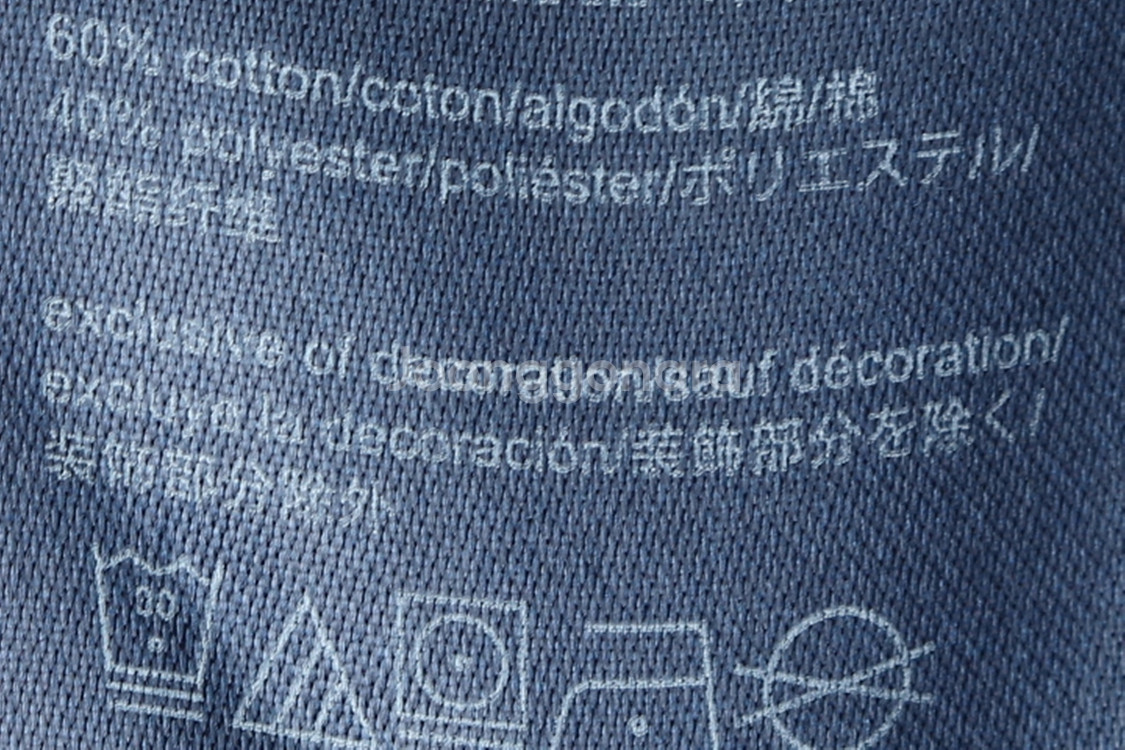 60% cotton/coton/algodón/綿/棉
40% polyester/poliéster/ポリエステル/
聚酯纤维
exclusive of decoration/sauf décoration/
excluya la decoración/装飾部分を除く/
装饰部分除外
30